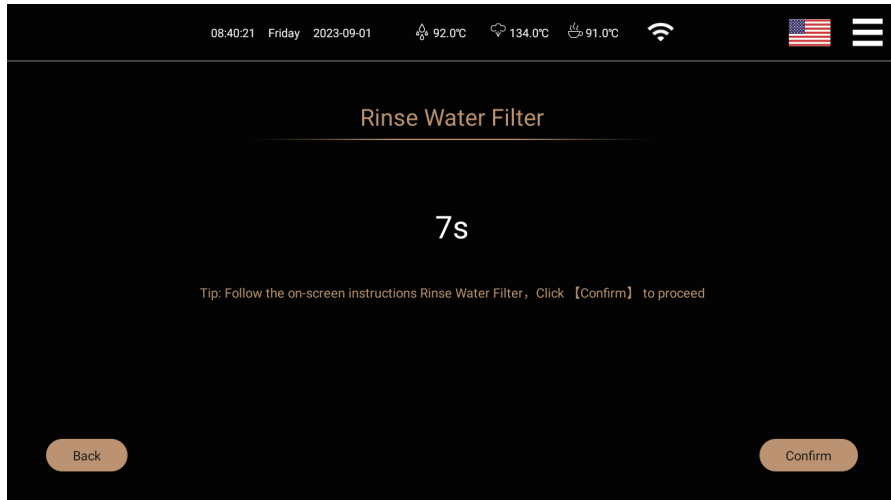 08:40:21 Friday 2023-09-01 92.0℃ 134.0℃ 91.0℃
Rinse Water Filter
7s
Tip: Follow the on-screen instructions Rinse Water Filter，Click 【Confirm】 to proceed
Back Confirm